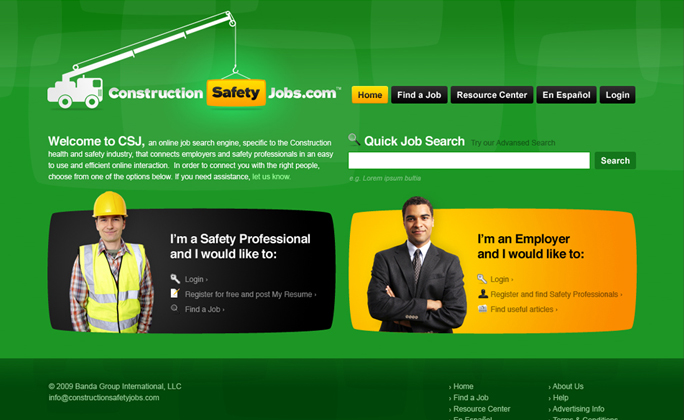 Construction Safety Jobs.com™
Home Find a Job Resource Center En Español Login
Welcome to CSJ, an online job search engine, specific to the Construction
health and safety industry, that connects employers and safety professionals in an easy
to use and efficient online interaction. In order to connect you with the right people,
choose from one of the options below. If you need assistance, let us know.
Quick Job Search Try our Advansed Search
Search
e.g. Lorem ipsum bulba
I'm a Safety Professional
and I would like to:
Login ›
Register for free and post My Resume ›
Find a Job ›
I'm an Employer
and I would like to:
Login ›
Register and find Safety Professionals ›
Find useful articles ›
© 2009 Banda Group International, LLC
info@constructionsafetyjobs.com
› Home
› Find a Job
› Resource Center
› En Español
› About Us
› Help
› Advertising Info
› Terms & Conditions